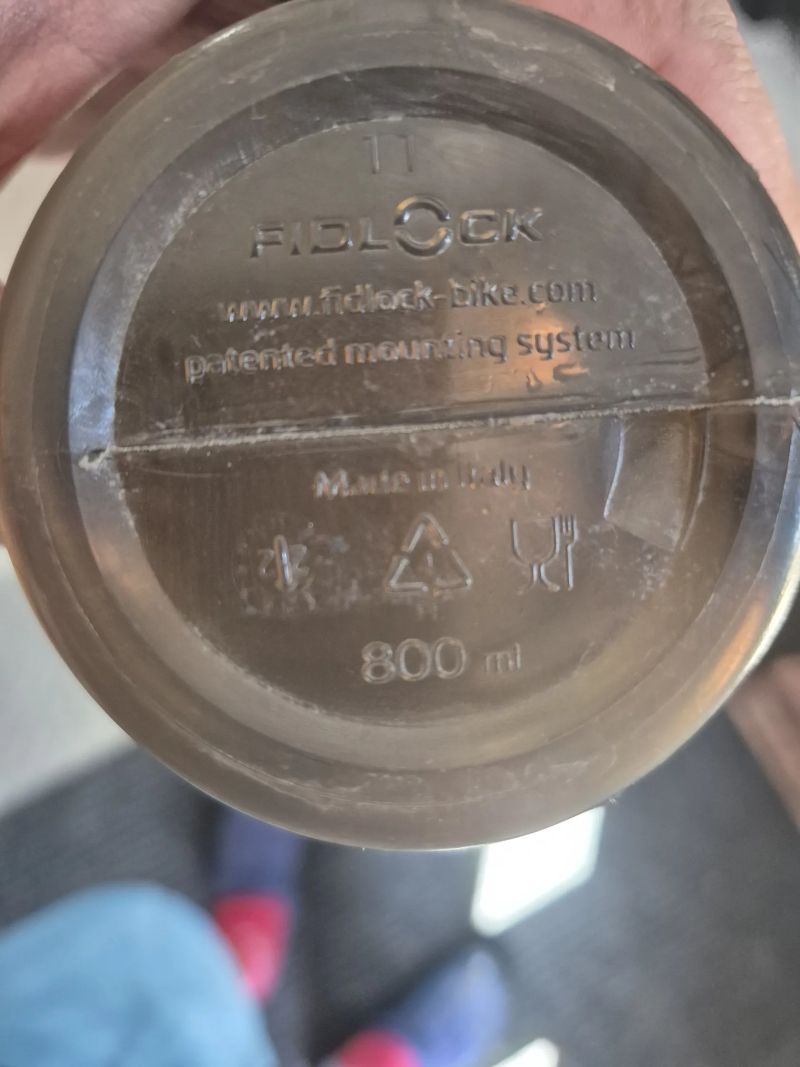 11
FIDLOCK
www.fidlock-bike.com
patented mounting system
Made in Italy
800 ml